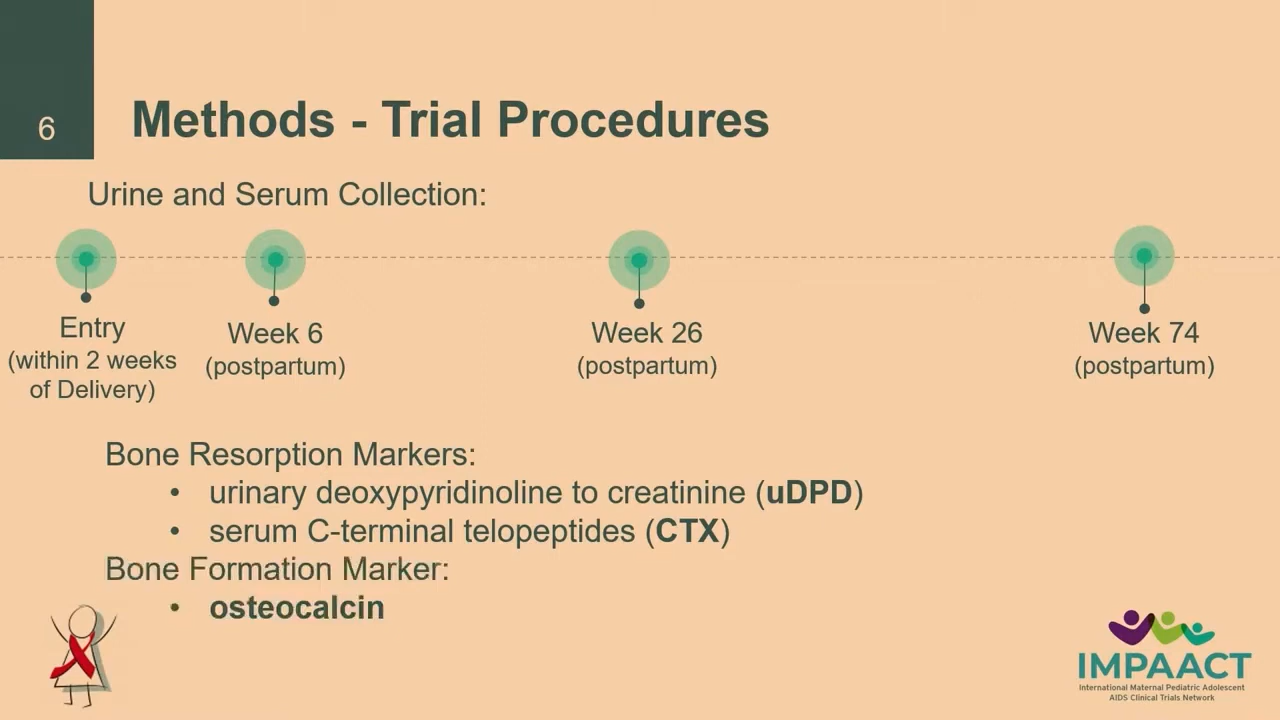 6
Methods - Trial Procedures
Urine and Serum Collection:
Entry
(within 2 weeks
of Delivery)
Week 6
(postpartum)
Week 26
(postpartum)
Week 74
(postpartum)
Bone Resorption Markers:
• urinary deoxypyridinoline to creatinine (uDPD)
• serum C-terminal telopeptides (CTX)
Bone Formation Marker:
• osteocalcin
IMPAACT
International Maternal Pediatric Adolescent
AIDS Clinical Trials Network